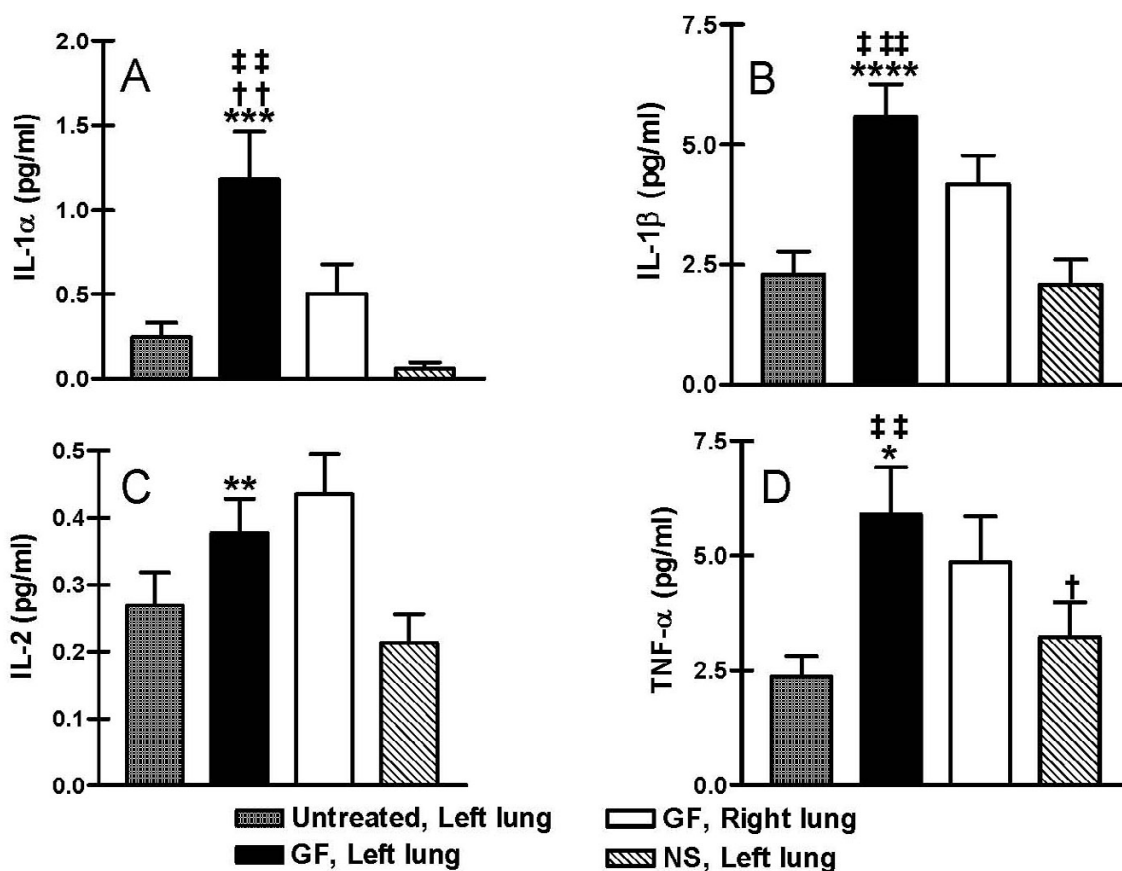 A
IL-1α (pg/ml)
2.0
1.5
1.0
0.5
0.0
‡ ‡
† †
***
B
IL-1β (pg/ml)
7.5
5.0
2.5
0.0
‡ ‡‡
****
C
IL-2 (pg/ml)
0.5
0.4
0.3
0.2
0.1
0.0
**
D
TNF-α (pg/ml)
7.5
5.0
2.5
0.0
‡ ‡
*
†
Untreated, Left lung
GF, Right lung
GF, Left lung
NS, Left lung